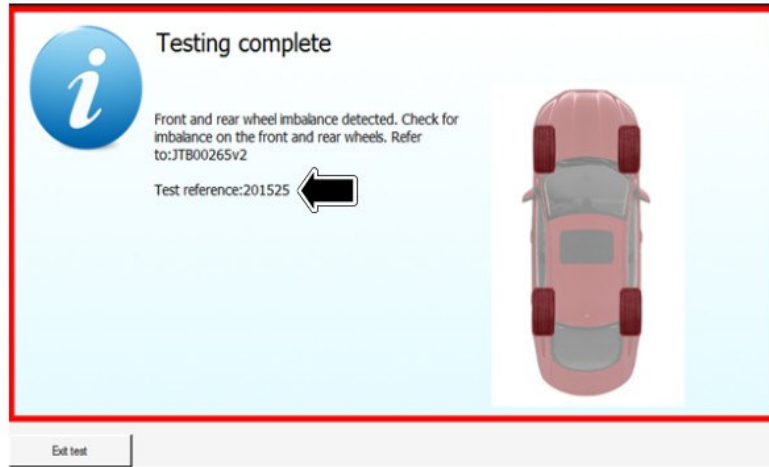 Testing complete
Front and rear wheel imbalance detected. Check for
imbalance on the front and rear wheels. Refer
to:JTB00265v2
Test reference:201525
Exit test